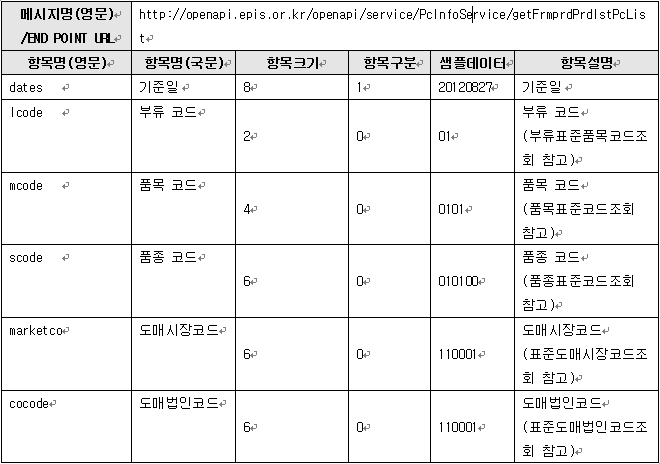 메시지명(영문) http://openapi.epis.or.kr/openapi/service/PcInfoService/getFrmprdPrdlstPcLis
/END POINT URL t
항목명(영문) 항목명(국문) 항목크기 항목구분 샘플데이터 항목설명
dates 기준일 8 1 20120827 기준일
lcode 부류 코드 2 0 01 부류 코드
(부류표준품목코드조
회 참고)
mcode 품목 코드 4 0 0101 품목 코드
(품목표준코드조회
참고)
scode 품종 코드 6 0 010100 품종 코드
(품종표준코드조회
참고)
marketco 도매시장코드 6 0 110001 도매시장코드
(표준도매시장코드조
회 참고)
cocode 도매법인코드 6 0 110001 도매법인코드
(표준도매법인코드조
회 참고)